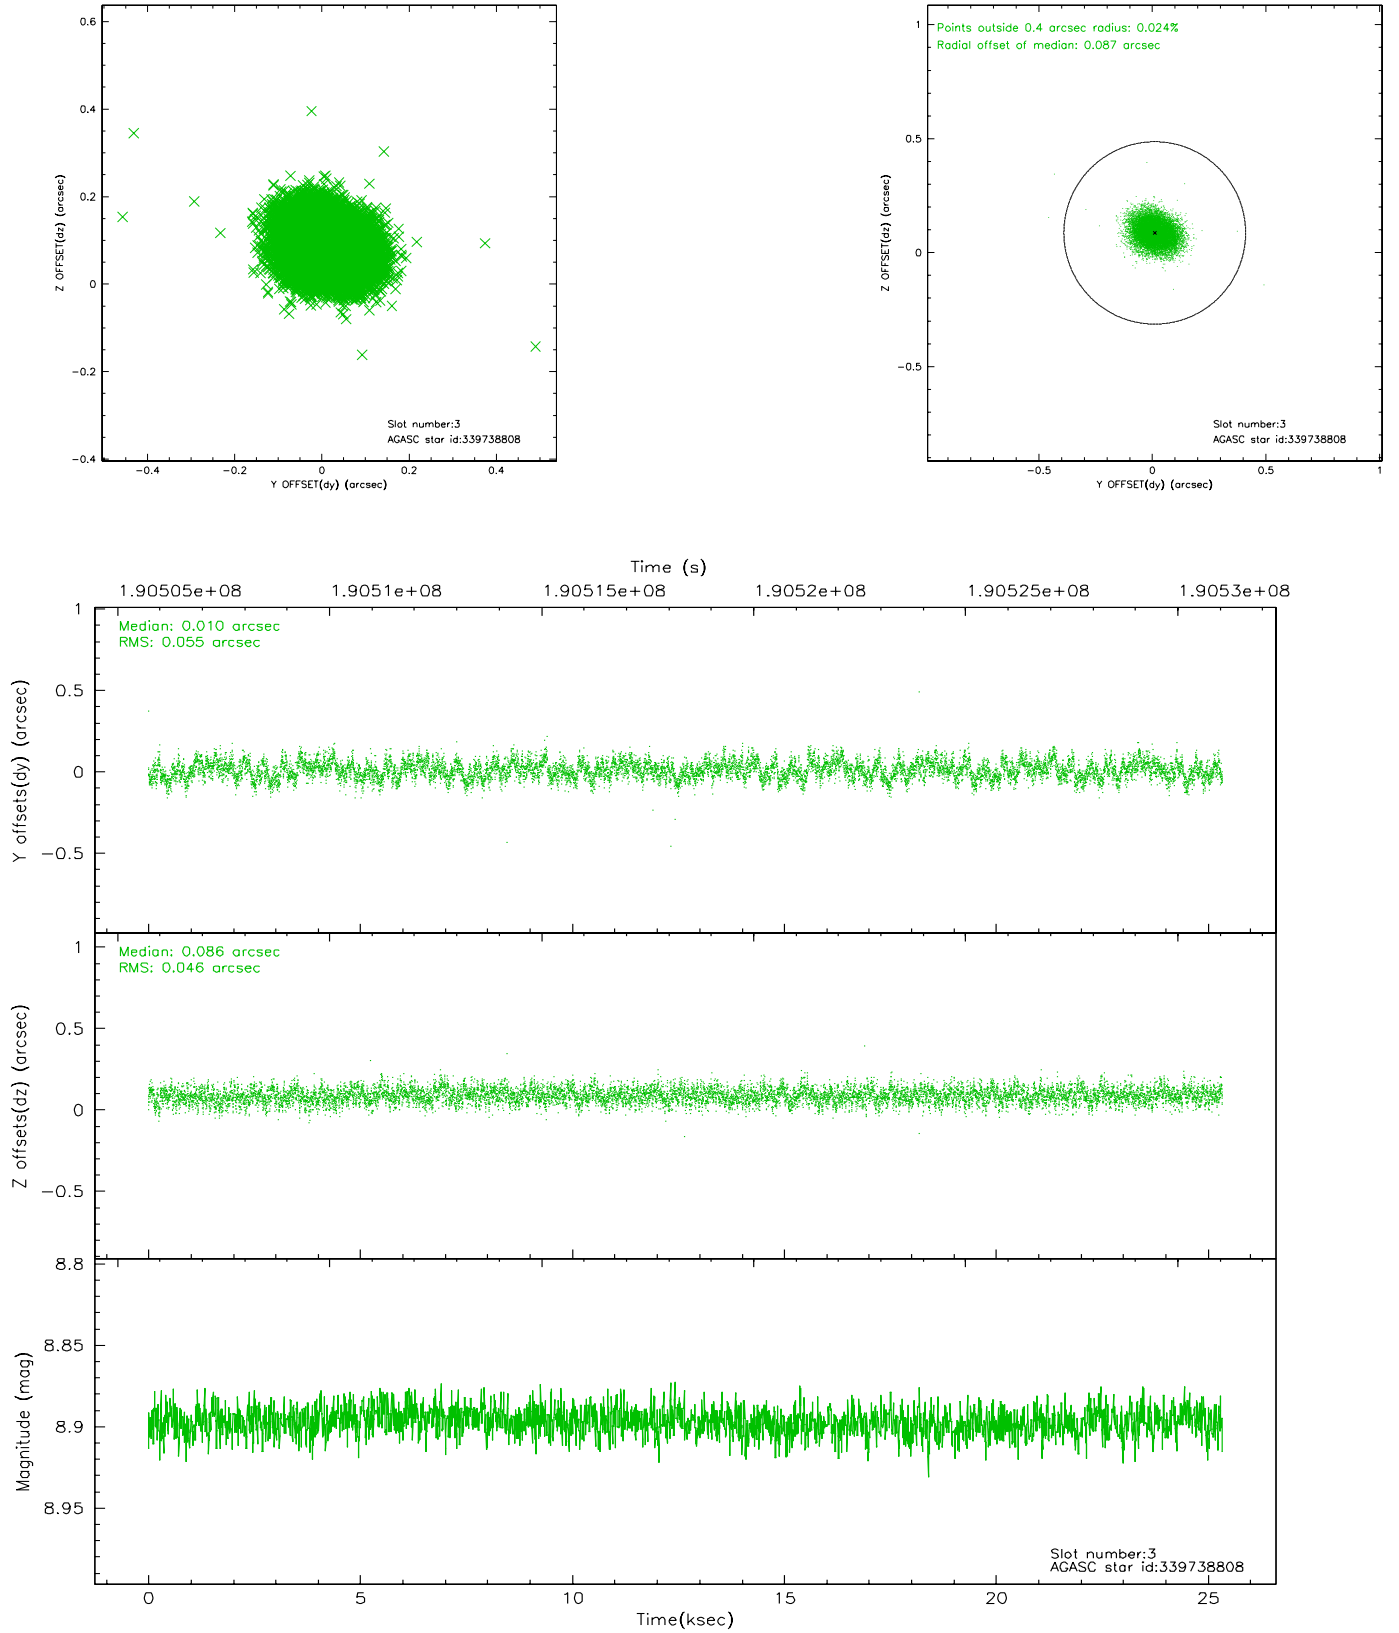 0.6
0.4
0.2
0
−0.2
−0.4
Z OFFSET(dz) (arcsec)
−0.4 −0.2 0 0.2 0.4
Y OFFSET(dy) (arcsec)
Slot number:3
AGASC star id:339738808
Points outside 0.4 arcsec radius: 0.024%
Radial offset of median: 0.087 arcsec
1
0.5
0
−0.5
Z OFFSET(dz) (arcsec)
−0.5 0 0.5 1
Y OFFSET(dy) (arcsec)
Slot number:3
AGASC star id:339738808
Time (s)
1.90505e+08 1.9051e+08 1.90515e+08 1.9052e+08 1.90525e+08 1.9053e+08
Median: 0.010 arcsec
RMS: 0.055 arcsec
1
0.5
0
−0.5
Y offsets(dy) (arcsec)
Median: 0.086 arcsec
RMS: 0.046 arcsec
1
0.5
0
−0.5
Z offsets(dz) (arcsec)
8.8
8.85
8.9
8.95
Magnitude (mag)
Slot number:3
AGASC star id:339738808
0 5 10 15 20 25
Time(ksec)